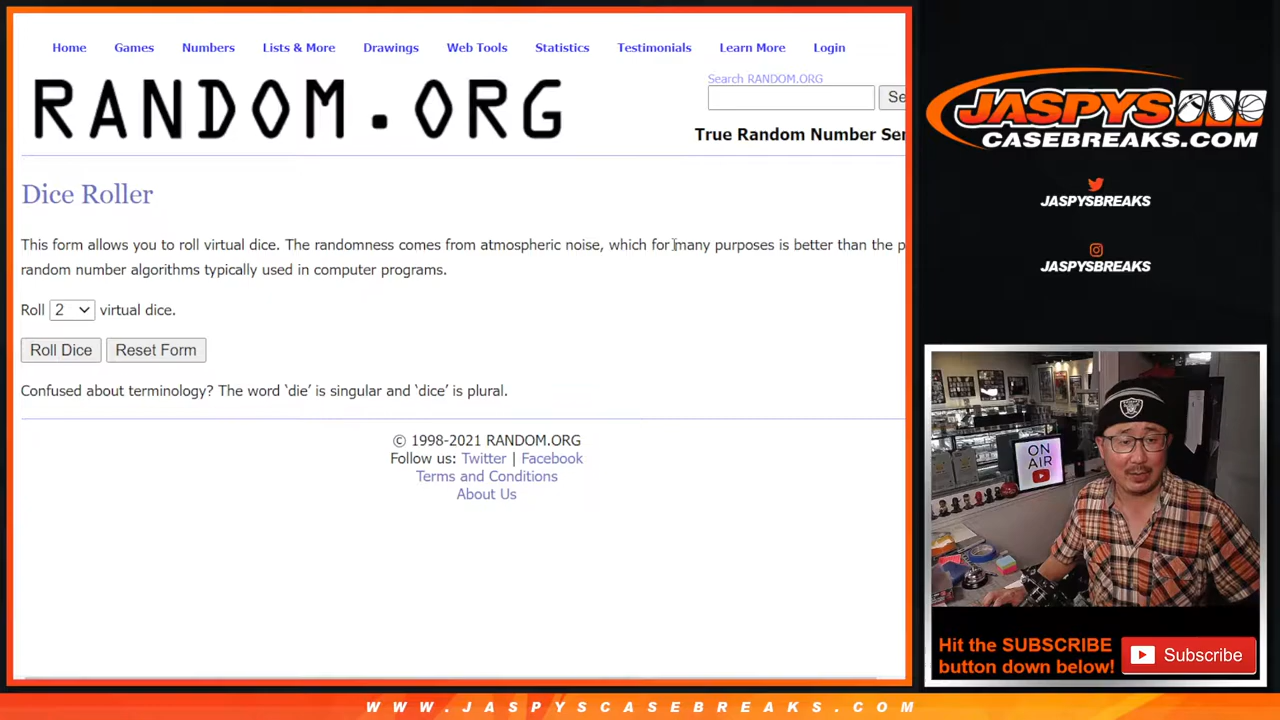 Home Games Numbers Lists & More Drawings Web Tools Statistics Testimonials Learn More Login
Search RANDOM.ORG
RANDOM.ORG
Se
True Random Number Ser
Dice Roller
This form allows you to roll virtual dice. The randomness comes from atmospheric noise, which for many purposes is better than the p
random number algorithms typically used in computer programs.
Roll 2 virtual dice.
Roll Dice Reset Form
Confused about terminology? The word ‘die’ is singular and ‘dice’ is plural.
© 1998-2021 RANDOM.ORG
Follow us: Twitter | Facebook
Terms and Conditions
About Us
JASPYS
CASEBREAKS.COM
JASPYSBREAKS
JASPYSBREAKS
ON
AIR
Hit the SUBSCRIBE
button down below!
Subscribe
WWW.JASPYSCASEBREAKS.COM